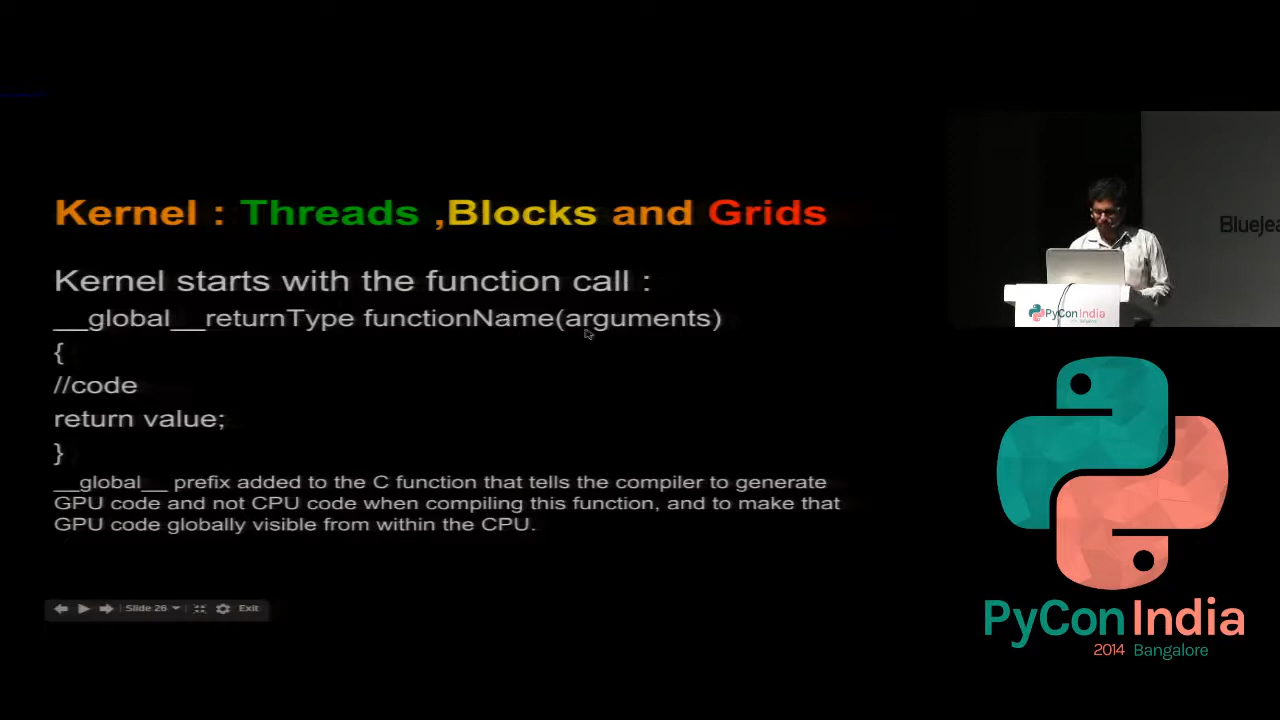 Kernel : Threads ,Blocks and Grids
Kernel starts with the function call :
__global__returnType functionName(arguments)
{
//code
return value;
}
__global__ prefix added to the C function that tells the compiler to generate
GPU code and not CPU code when compiling this function, and to make that
GPU code globally visible from within the CPU.
Slide 26
Exit
BlueJea
PyCon India
PyCon India
2014 Bangalore